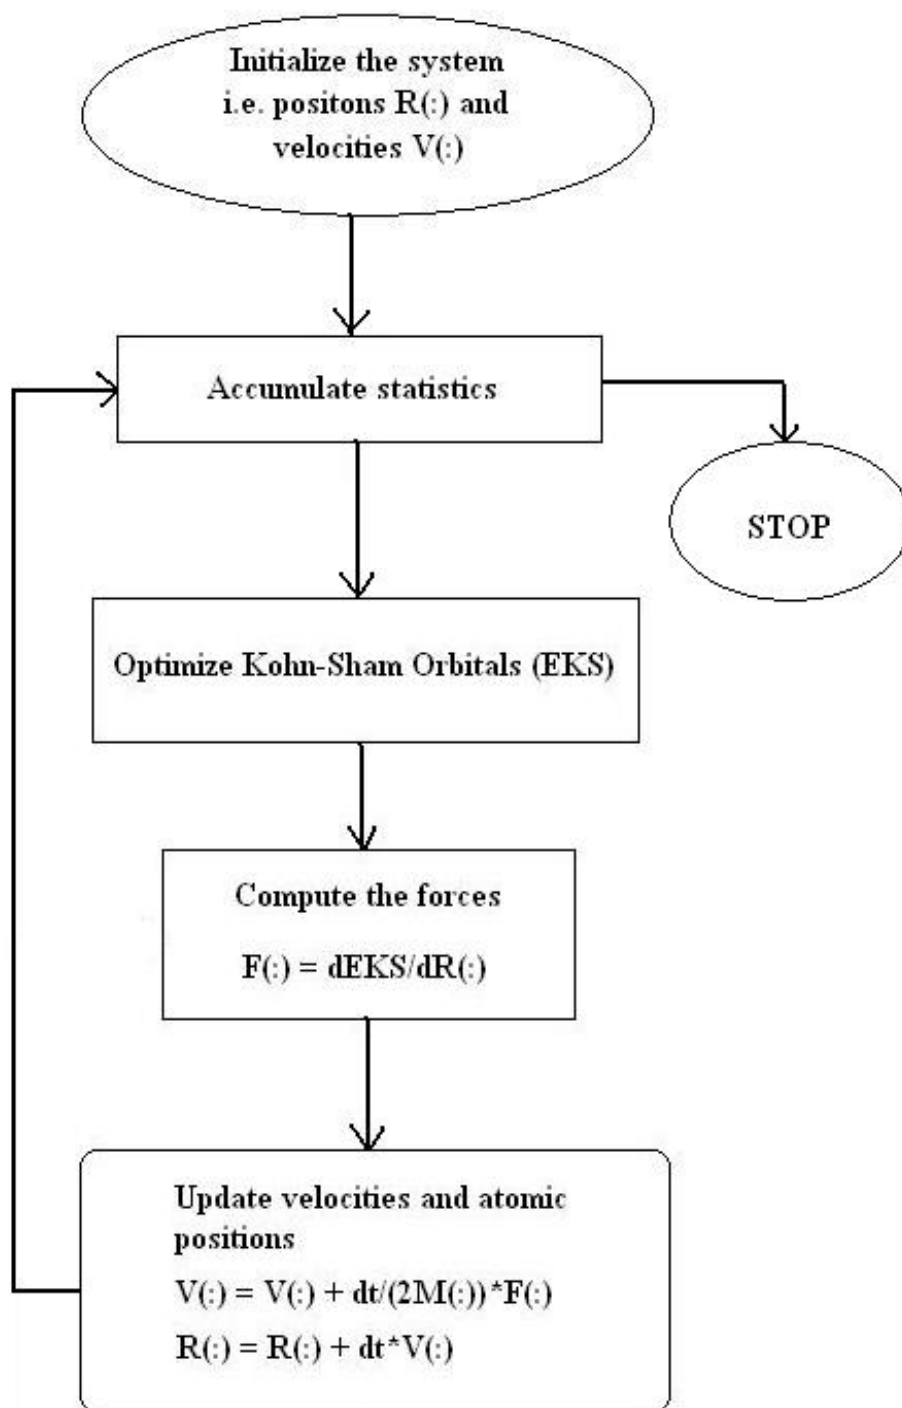 Initialize the system
i.e. positons R(:) and
velocities V(:)
Accumulate statistics
STOP
Optimize Kohn-Sham Orbitals (EKS)
Compute the forces
F(:) = dEKS/dR(:)
Update velocities and atomic
positions
V(:) = V(:) + dt/(2M(:))*F(:)
R(:) = R(:) + dt*V(:)